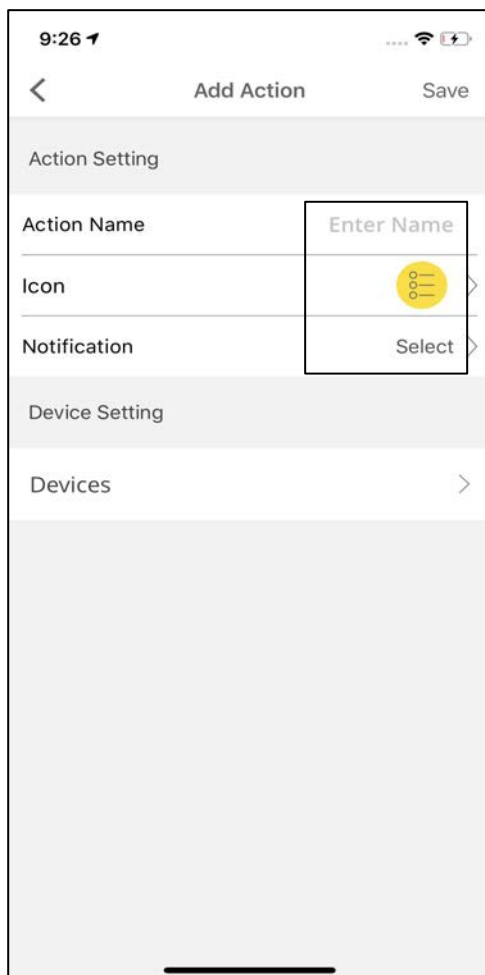 9:26
Add Action Save
Action Setting
Action Name Enter Name
Icon
Notification Select
Device Setting
Devices